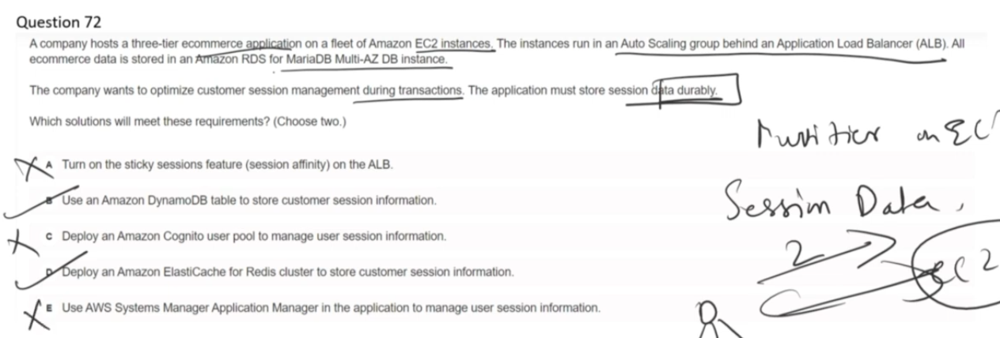 Question 72
A company hosts a three-tier ecommerce application on a fleet of Amazon EC2 instances. The instances run in an Auto Scaling group behind an Application Load Balancer (ALB). All
ecommerce data is stored in an Amazon RDS for MariaDB Multi-AZ DB instance.
The company wants to optimize customer session management during transactions. The application must store session data durably.
Which solutions will meet these requirements? (Choose two.)
A Turn on the sticky sessions feature (session affinity) on the ALB.
B Use an Amazon DynamoDB table to store customer session information.
C Deploy an Amazon Cognito user pool to manage user session information.
D Deploy an Amazon ElastiCache for Redis cluster to store customer session information.
E Use AWS Systems Manager Application Manager in the application to manage user session information.
on EC
Session Data,
2
EC2